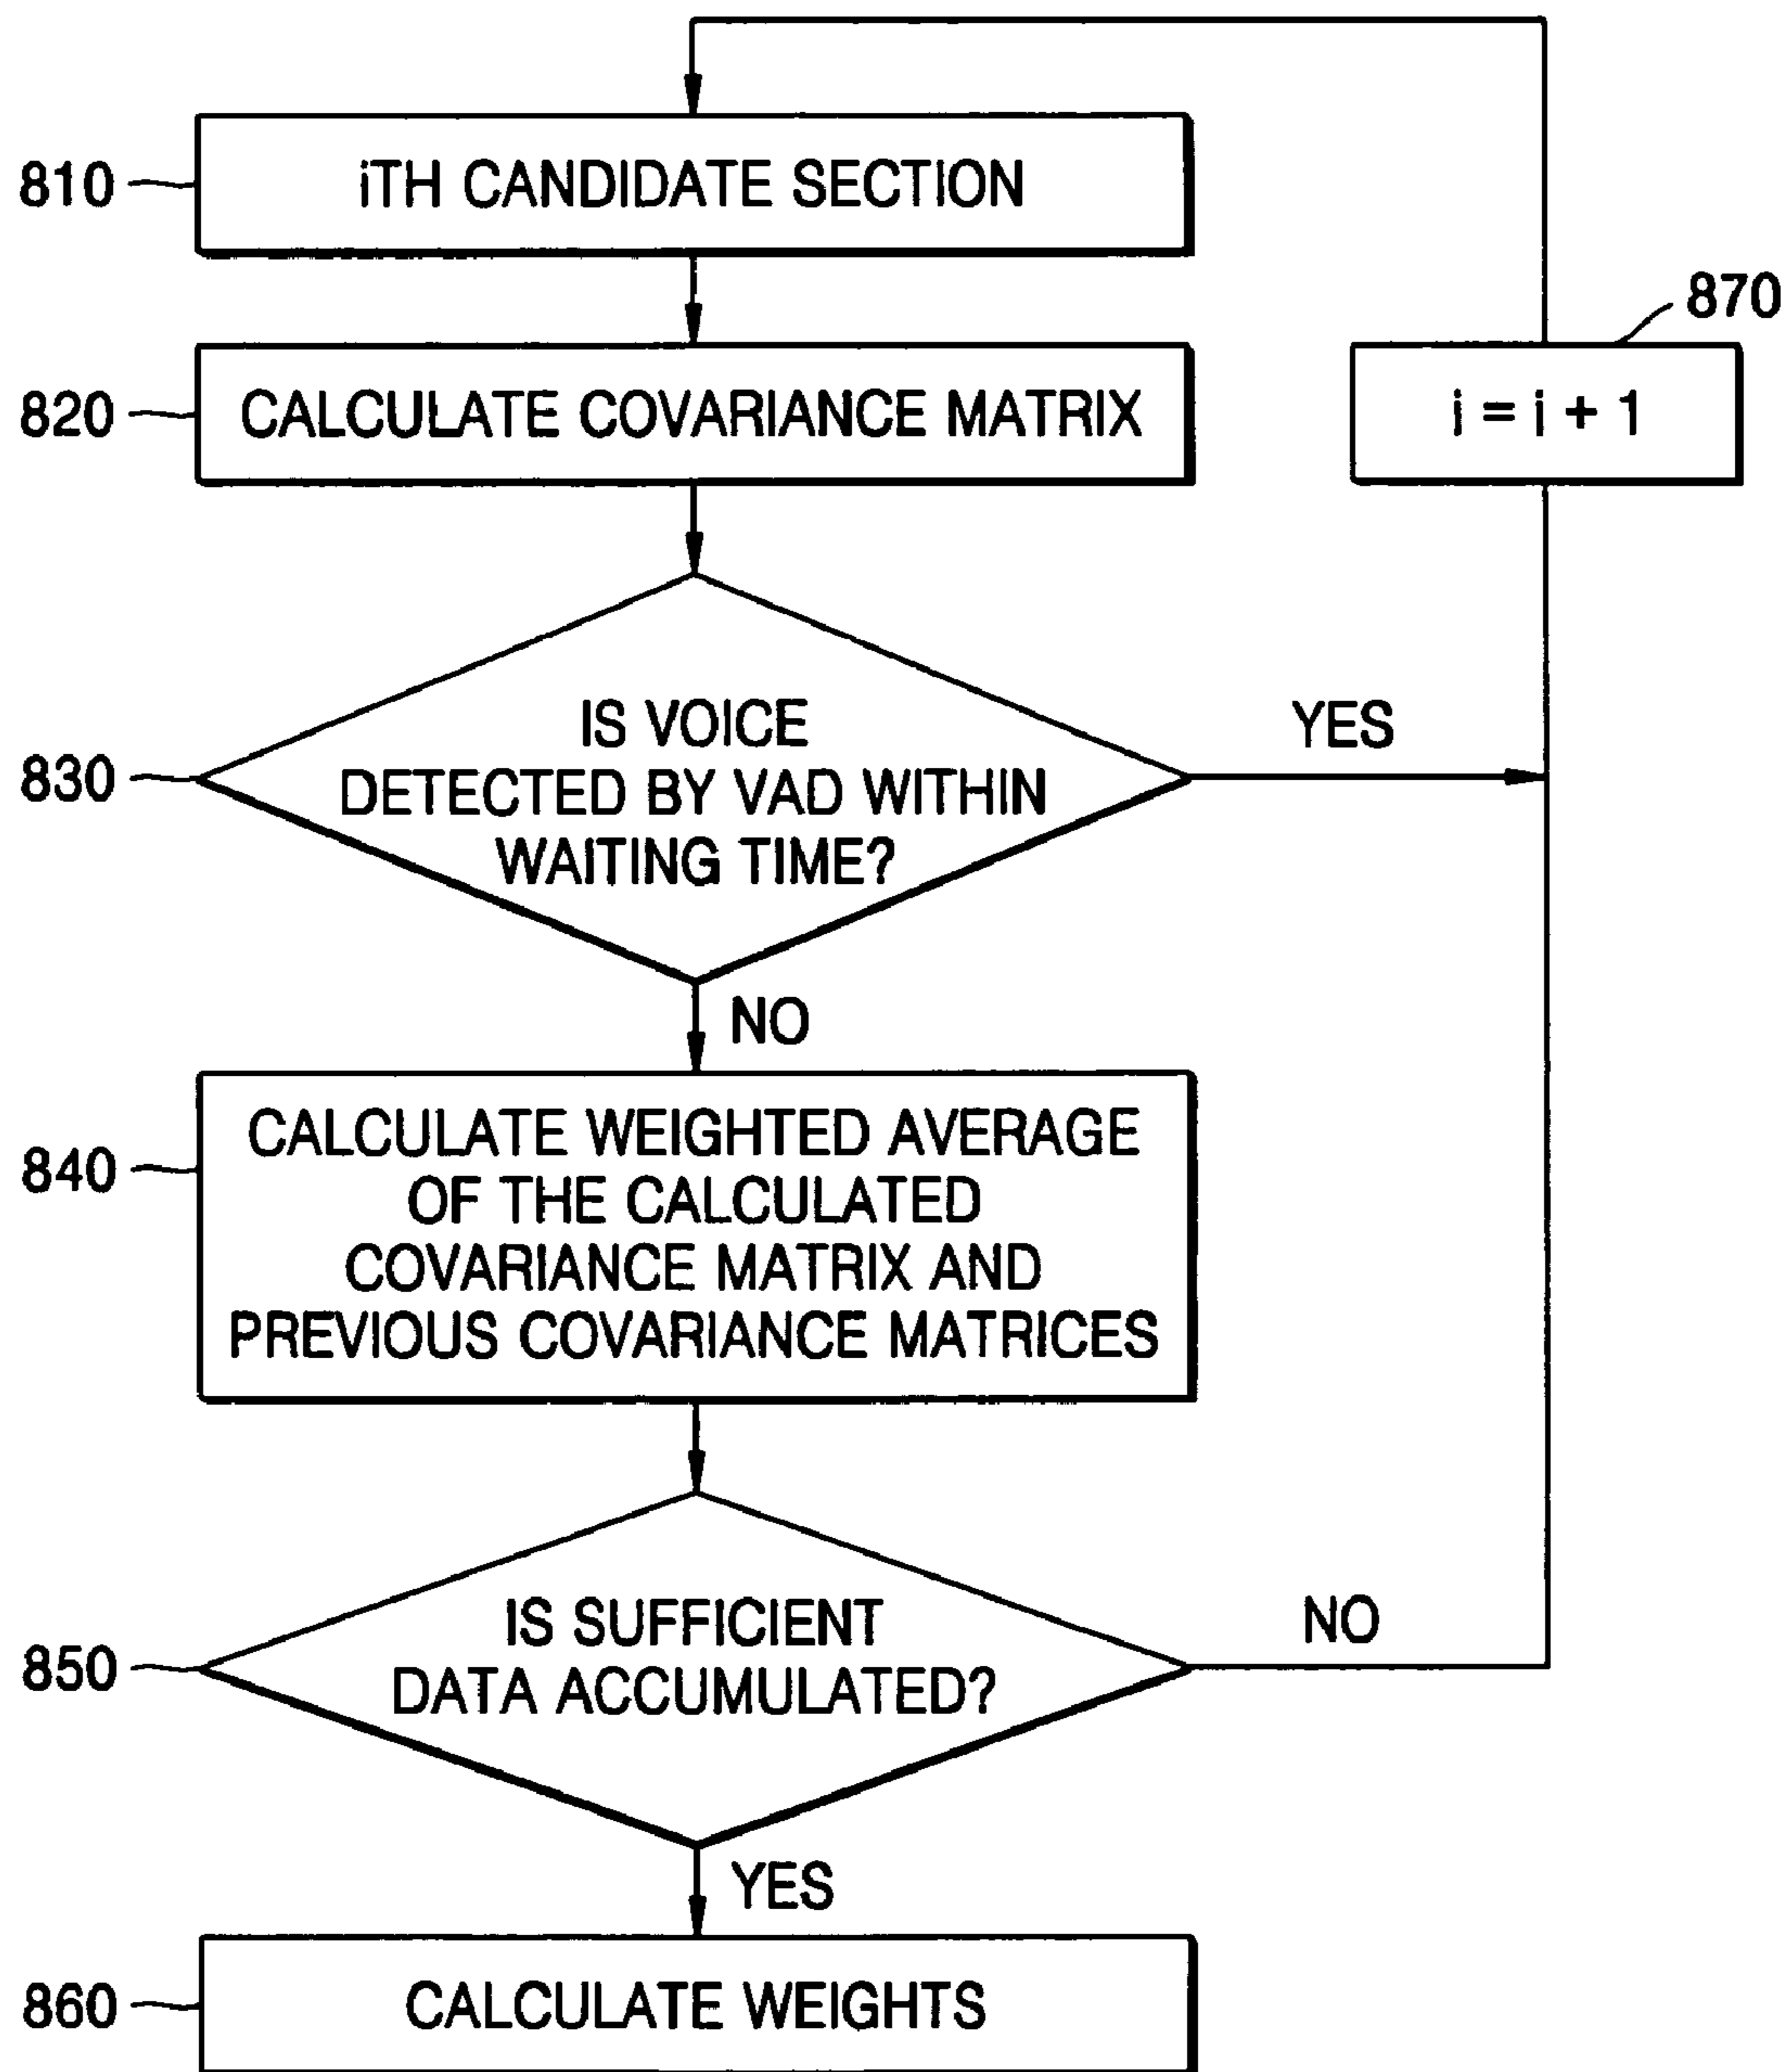 810
iTH CANDIDATE SECTION
870
820
CALCULATE COVARIANCE MATRIX
i = i + 1
830
IS VOICE
DETECTED BY VAD WITHIN
WAITING TIME?
YES
NO
840
CALCULATE WEIGHTED AVERAGE
OF THE CALCULATED
COVARIANCE MATRIX AND
PREVIOUS COVARIANCE MATRICES
850
IS SUFFICIENT
DATA ACCUMULATED?
NO
YES
860
CALCULATE WEIGHTS